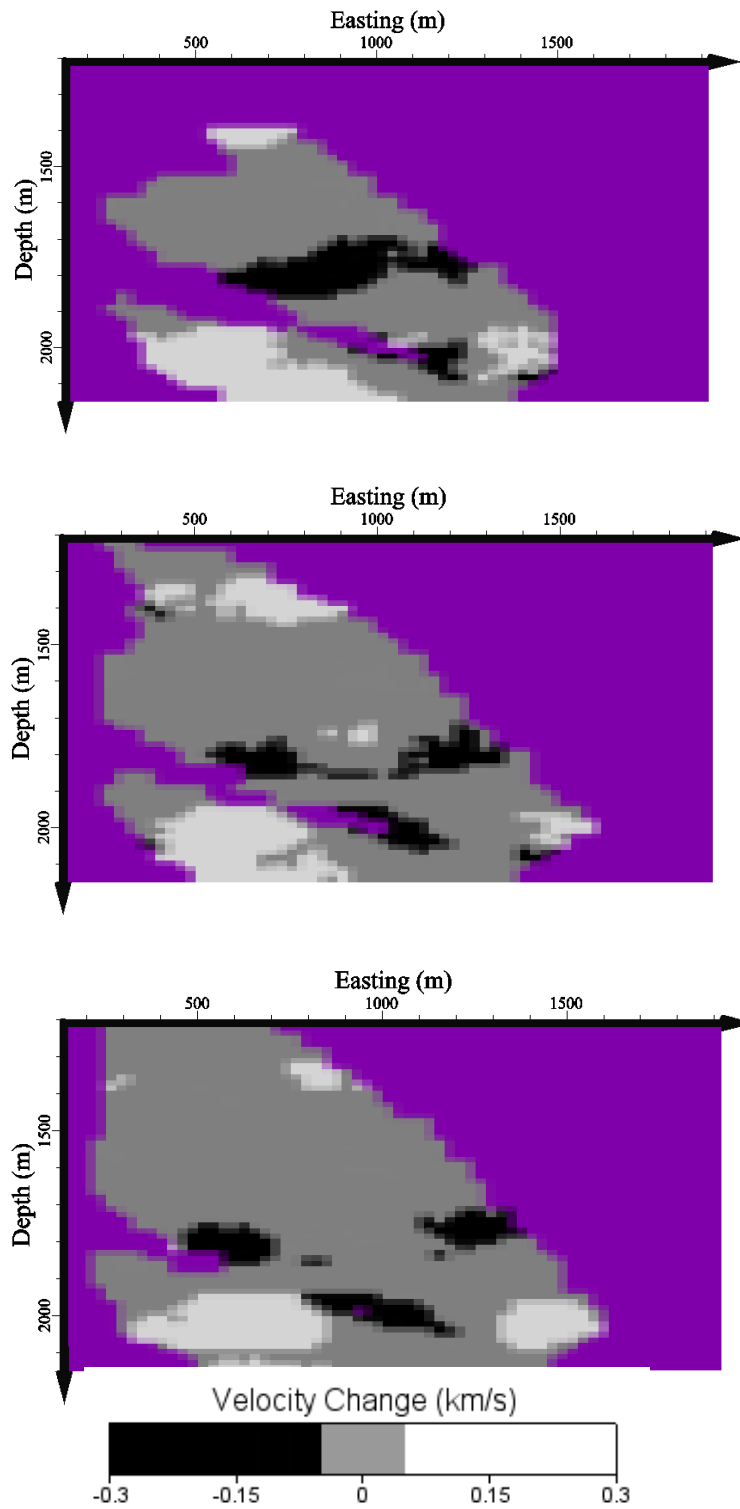 Easting (m)
500 1000 1500
Depth (m)
1500
2000
Easting (m)
500 1000 1500
Depth (m)
1500
2000
Easting (m)
500 1000 1500
Depth (m)
1500
2000
Velocity Change (km/s)
-0.3 -0.15 0 0.15 0.3